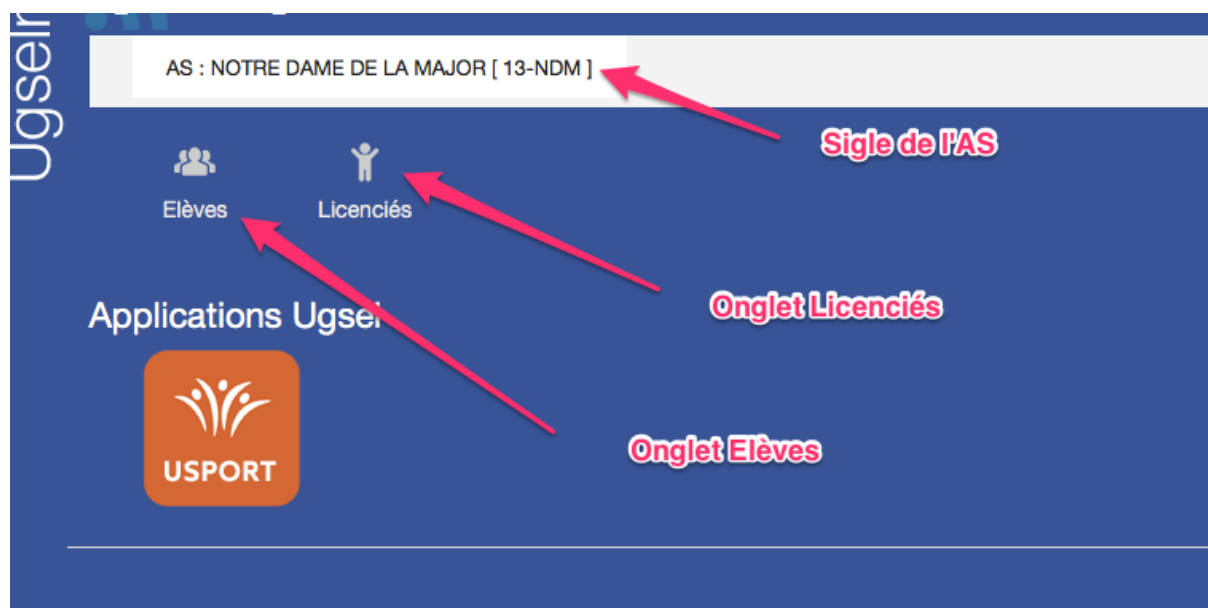 AS : NOTRE DAME DE LA MAJOR [ 13-NDM ]
Sigle de l'AS
Elèves
Licenciés
Onglet Licenciés
Applications Ugsel
USPORT
Onglet Elèves